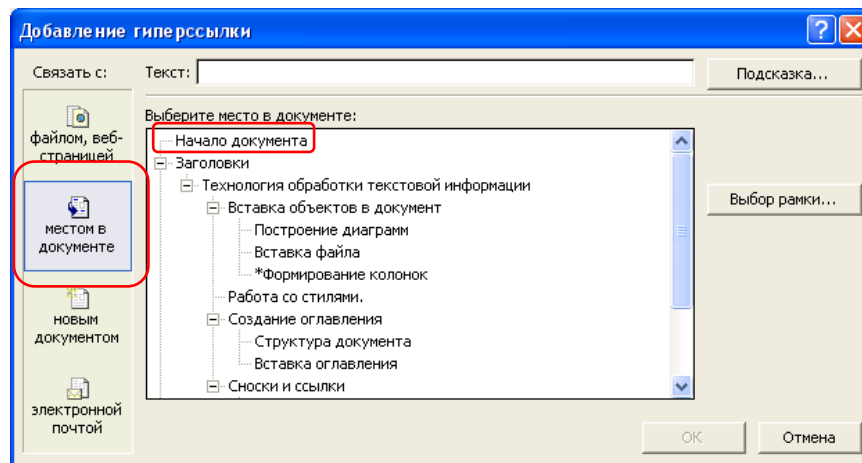 Добавление гиперссылки
Связать с:
Текст:
Подсказка...
файлом, веб-
страницей
местом в
документе
новым
документом
электронной
почтой
Выберите место в документе:
Начало документа
Заголовки
Технология обработки текстовой информации
Вставка объектов в документ
Построение диаграмм
Вставка файла
*Формирование колонок
Работа со стилями.
Создание оглавления
Структура документа
Вставка оглавления
Сноски и ссылки
Выбор рамки...
ОК
Отмена